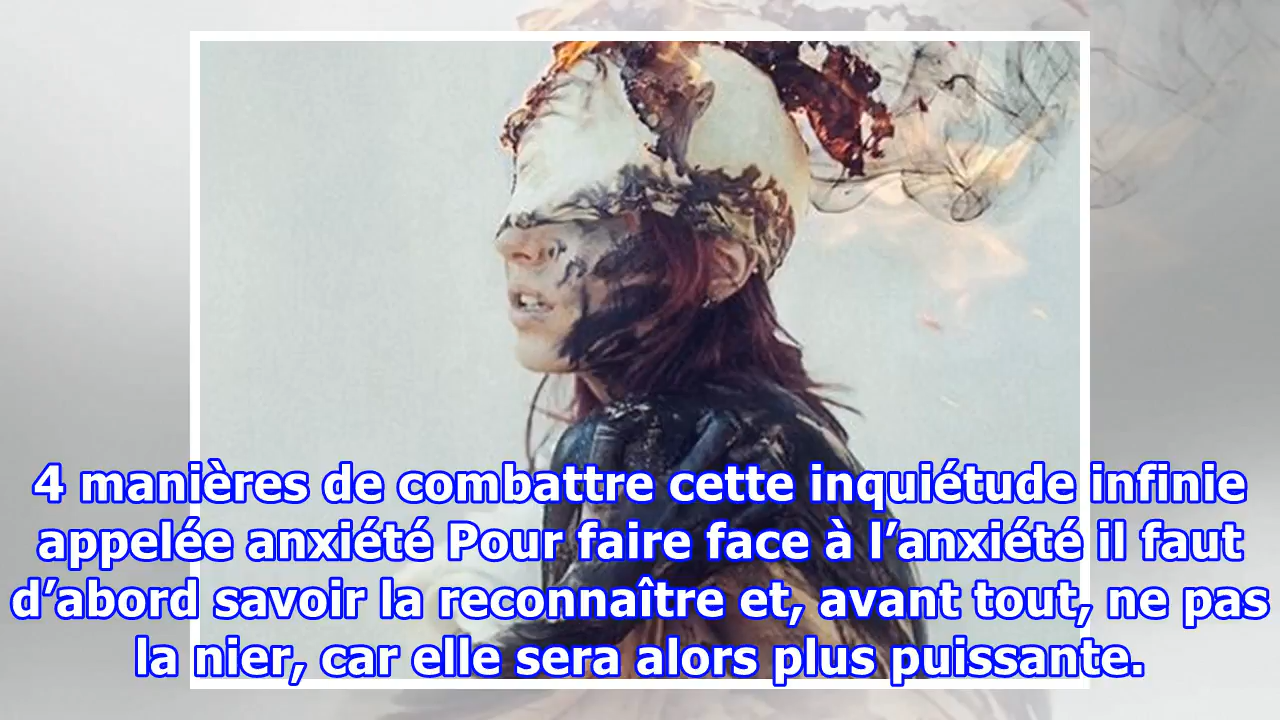 4 manières de combattre cette inquiétude infinie
appelée anxiété Pour faire face à l’anxiété il faut
d’abord savoir la reconnaître et, avant tout, ne pas
la nier, car elle sera alors plus puissante.